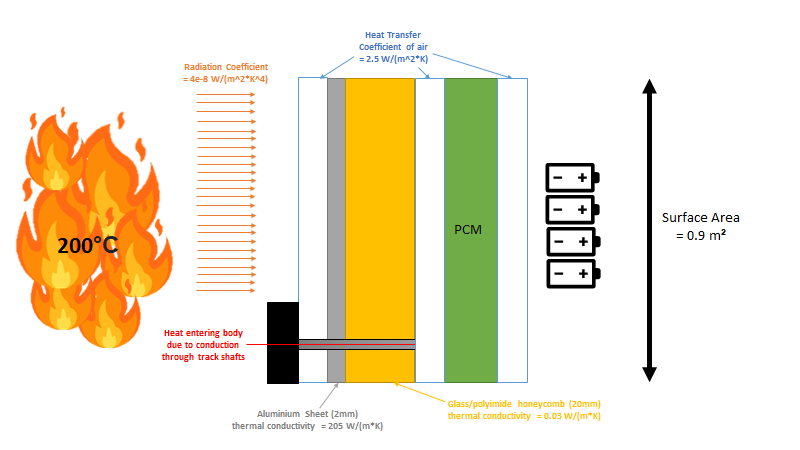 Heat Transfer
Coefficient of air
= 2.5 W/(m^2*K)
Radiation Coefficient
= 4e-8 W/(m^2*K^4)
200°C
PCM
− +
− +
− +
− +
Surface Area
= 0.9 m²
Heat entering body
due to conduction
through track shafts
Aluminium Sheet (2mm)
thermal conductivity = 205 W/(m*K)
Glass/polyimide honeycomb (20mm)
thermal conductivity = 0.03 W/(m*K)